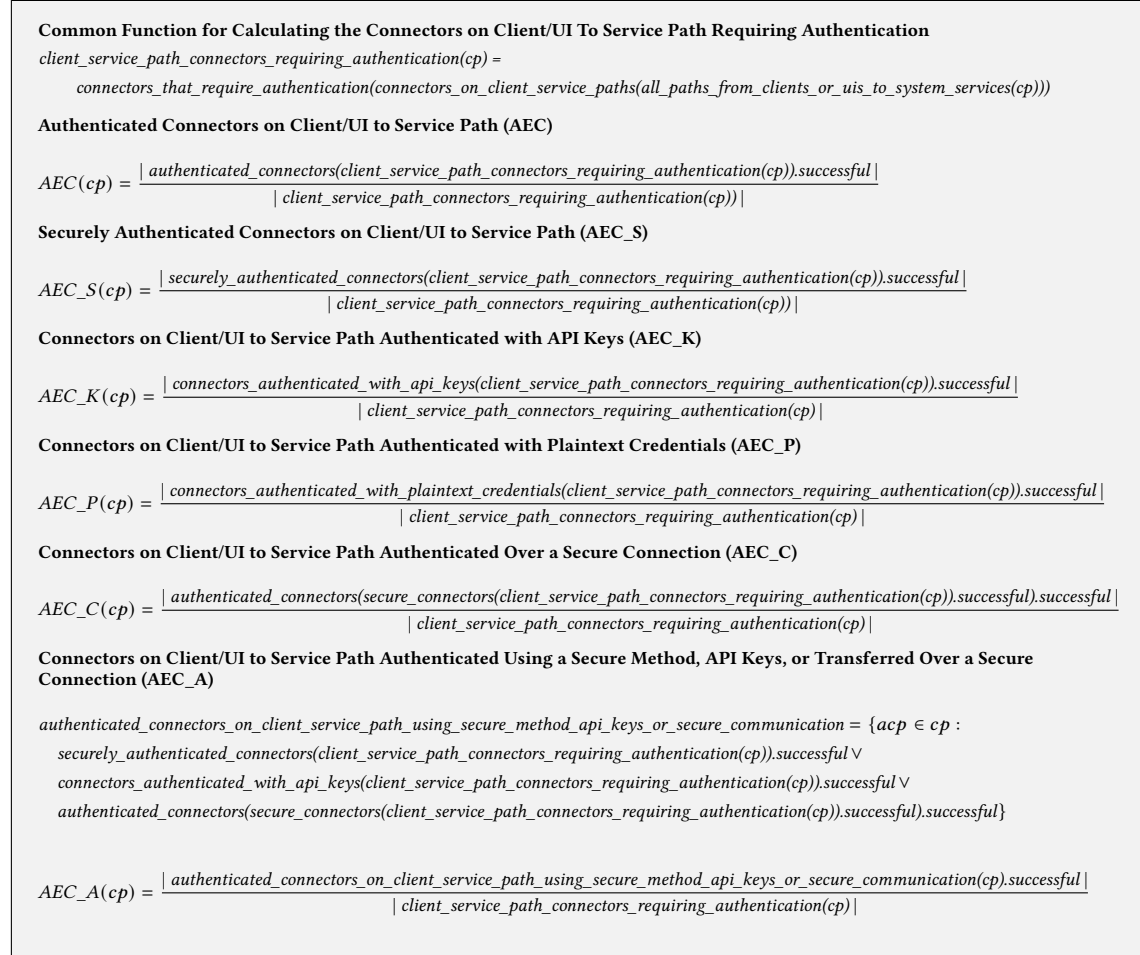 Common Function for Calculating the Connectors on Client/UI To Service Path Requiring Authentication
client_service_path_connectors_requiring_authentication(cp) =
connectors_that_require_authentication(connectors_on_client_service_paths(all_paths_from_clients_or_uis_to_system_services(cp)))
Authenticated Connectors on Client/UI to Service Path (AEC)
AEC(cp) = | authenticated_connectors(client_service_path_connectors_requiring_authentication(cp)).successful |
| client_service_path_connectors_requiring_authentication(cp)) |
Securely Authenticated Connectors on Client/UI to Service Path (AEC_S)
AEC_S(cp) = | securely_authenticated_connectors(client_service_path_connectors_requiring_authentication(cp)).successful |
| client_service_path_connectors_requiring_authentication(cp)) |
Connectors on Client/UI to Service Path Authenticated with API Keys (AEC_K)
AEC_K(cp) = | connectors_authenticated_with_api_keys(client_service_path_connectors_requiring_authentication(cp)).successful |
| client_service_path_connectors_requiring_authentication(cp) |
Connectors on Client/UI to Service Path Authenticated with Plaintext Credentials (AEC_P)
AEC_P(cp) = | connectors_authenticated_with_plaintext_credentials(client_service_path_connectors_requiring_authentication(cp)).successful |
| client_service_path_connectors_requiring_authentication(cp) |
Connectors on Client/UI to Service Path Authenticated Over a Secure Connection (AEC_C)
AEC_C(cp) = | authenticated_connectors(secure_connectors(client_service_path_connectors_requiring_authentication(cp)).successful).successful |
| client_service_path_connectors_requiring_authentication(cp) |
Connectors on Client/UI to Service Path Authenticated Using a Secure Method, API Keys, or Transferred Over a Secure
Connection (AEC_A)
authenticated_connectors_on_client_service_path_using_secure_method_api_keys_or_secure_communication = {acp ∈ cp :
securely_authenticated_connectors(client_service_path_connectors_requiring_authentication(cp)).successful ∨
connectors_authenticated_with_api_keys(client_service_path_connectors_requiring_authentication(cp)).successful ∨
authenticated_connectors(secure_connectors(client_service_path_connectors_requiring_authentication(cp)).successful).successful}
AEC_A(cp) = | authenticated_connectors_on_client_service_path_using_secure_method_api_keys_or_secure_communication(cp).successful |
| client_service_path_connectors_requiring_authentication(cp) |